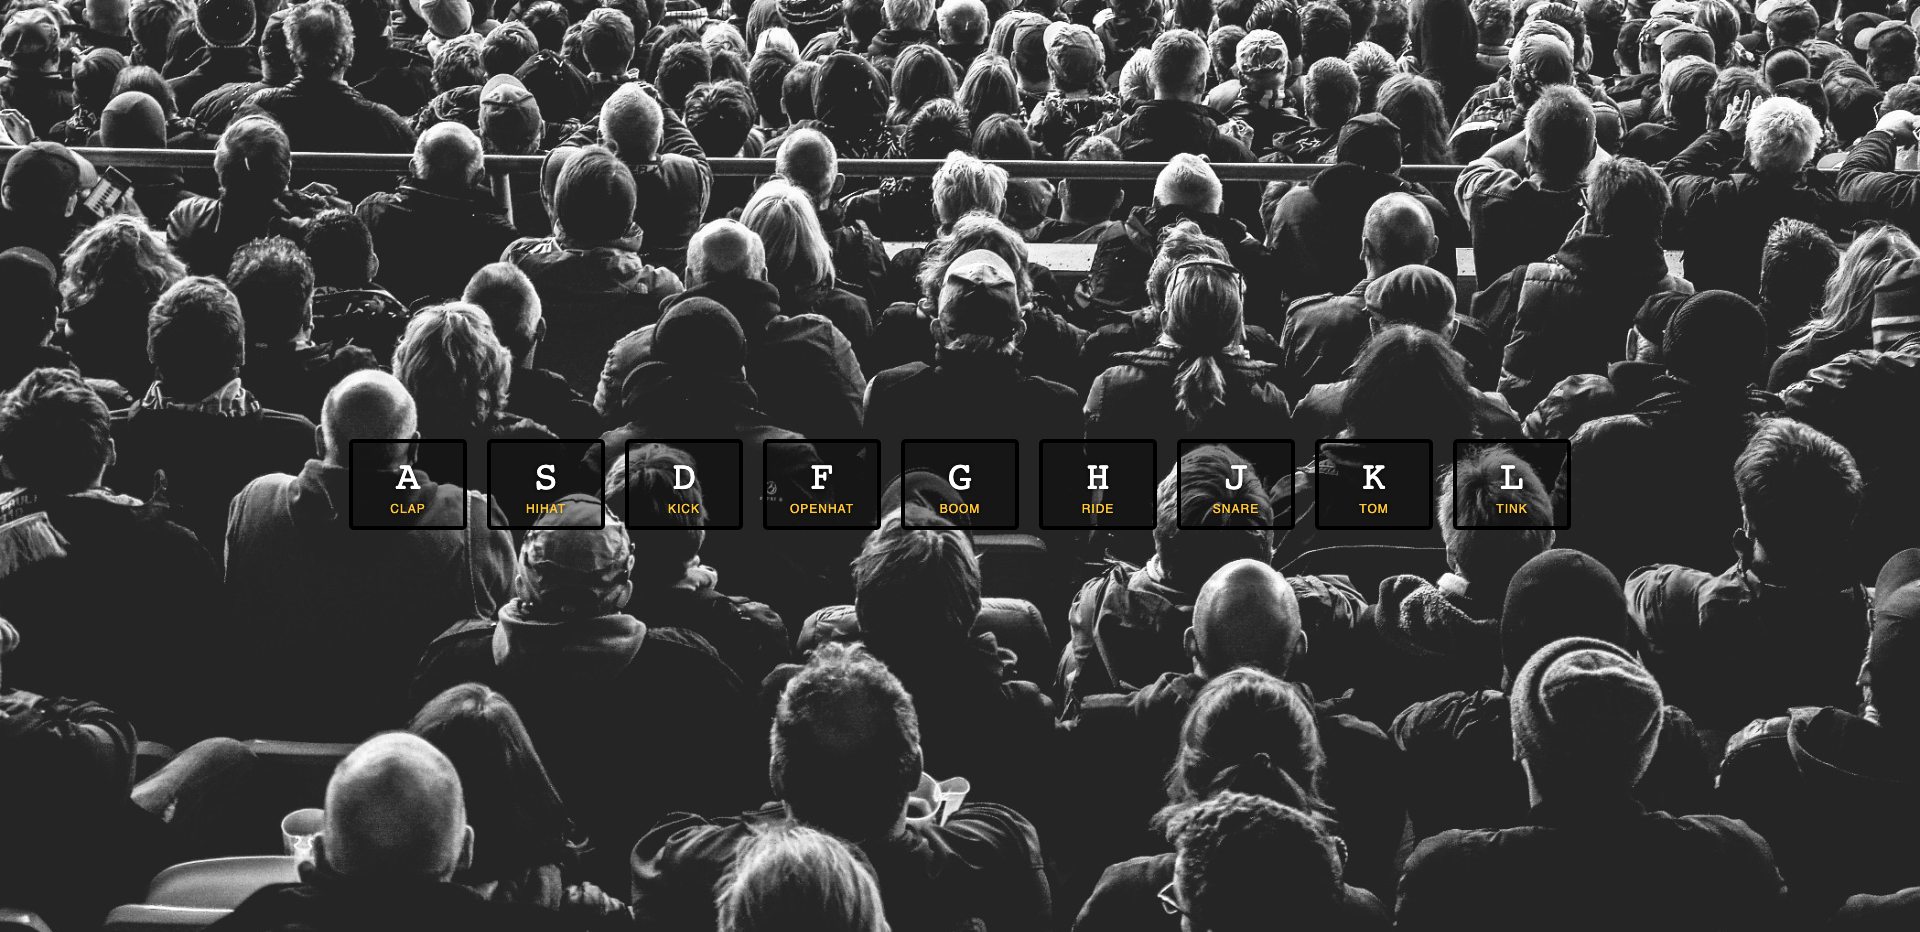 A S D F G H J K L
CLAP HIHAT KICK OPENHAT BOOM RIDE SNARE TOM TINK